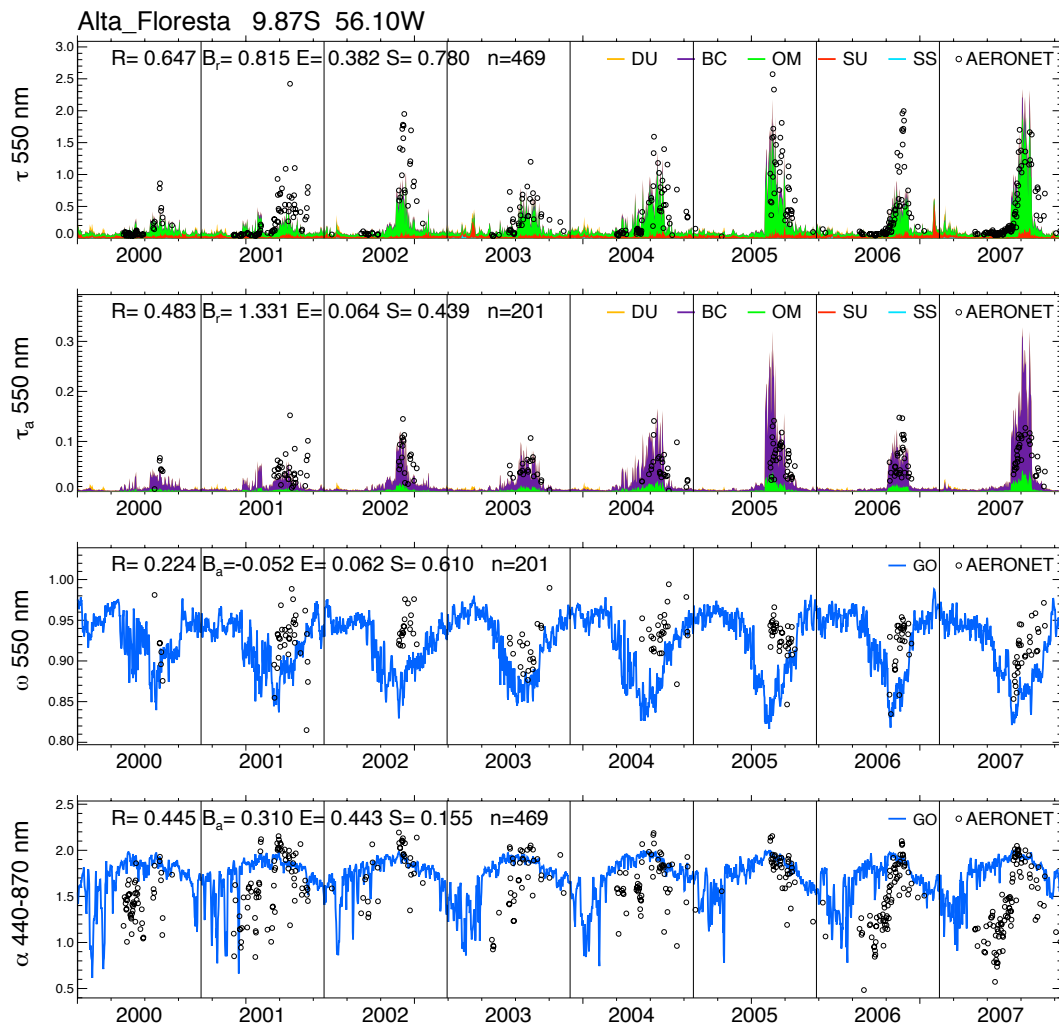 Alta_Floresta 9.87S 56.10W
R= 0.647 Br= 0.815 E= 0.382 S= 0.780 n=469
DU BC OM SU SS AERONET
τ 550 nm
3.0
2.5
2.0
1.5
1.0
0.5
0.0
2000 2001 2002 2003 2004 2005 2006 2007
R= 0.483 Br= 1.331 E= 0.064 S= 0.439 n=201
DU BC OM SU SS AERONET
τa 550 nm
0.3
0.2
0.1
0.0
2000 2001 2002 2003 2004 2005 2006 2007
R= 0.224 Ba=-0.052 E= 0.062 S= 0.610 n=201
GO AERONET
ω 550 nm
1.00
0.95
0.90
0.85
0.80
2000 2001 2002 2003 2004 2005 2006 2007
R= 0.445 Ba= 0.310 E= 0.443 S= 0.155 n=469
GO AERONET
α 440-870 nm
2.5
2.0
1.5
1.0
0.5
2000 2001 2002 2003 2004 2005 2006 2007